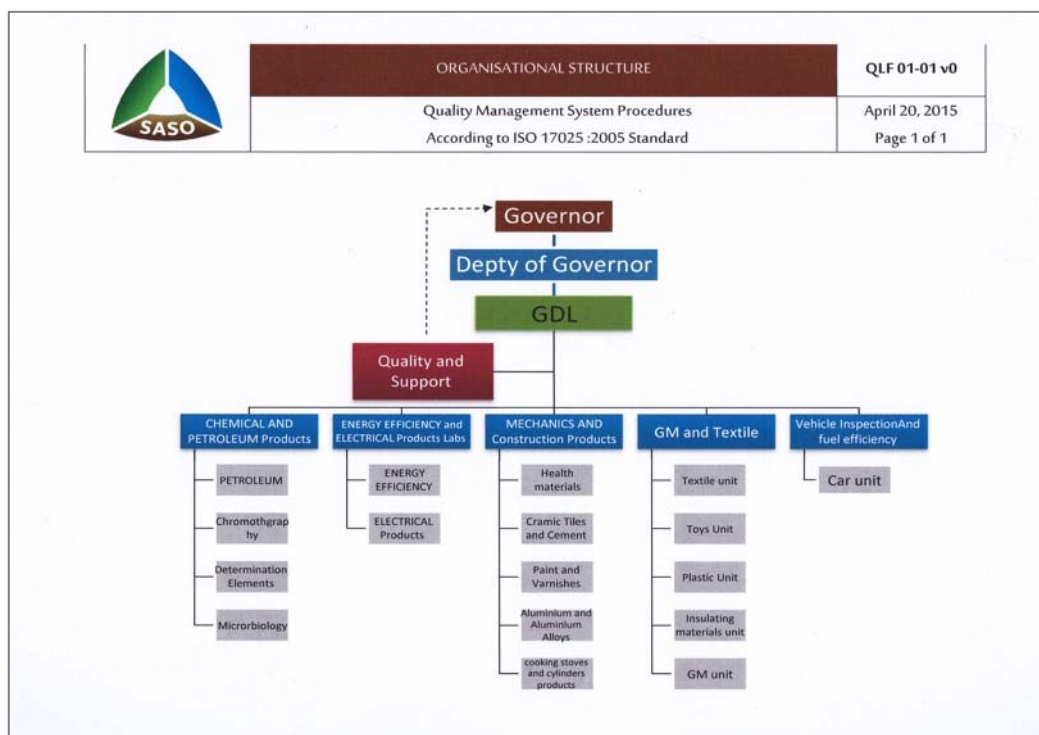 SASO
ORGANISATIONAL STRUCTURE
QLF 01-01 v0
Quality Management System Procedures
According to ISO 17025 :2005 Standard
April 20, 2015
Page 1 of 1
Governor
Depty of Governor
GDL
Quality and
Support
CHEMICAL AND
PETROLEUM Products
PETROLEUM
Chromothgra
hy
Determination
Elements
Microrbiology
ENERGY EFFICIENCY and
ELECTRICAL Products Labs
ENERGY
EFFICIENCY
ELECTRICAL
Products
MECHANICS AND
Construction Products
Health
materials
Cramic Tiles
and Cement
Paint and
Varnishes
Aluminium and
Aluminium
Alloys
cooking stoves
and cylinders
products
GM and Textile
Textile unit
Toys Unit
Plastic Unit
Insulating
materials unit
GM unit
Vehicle InspectionAnd
fuel efficiency
Car unit